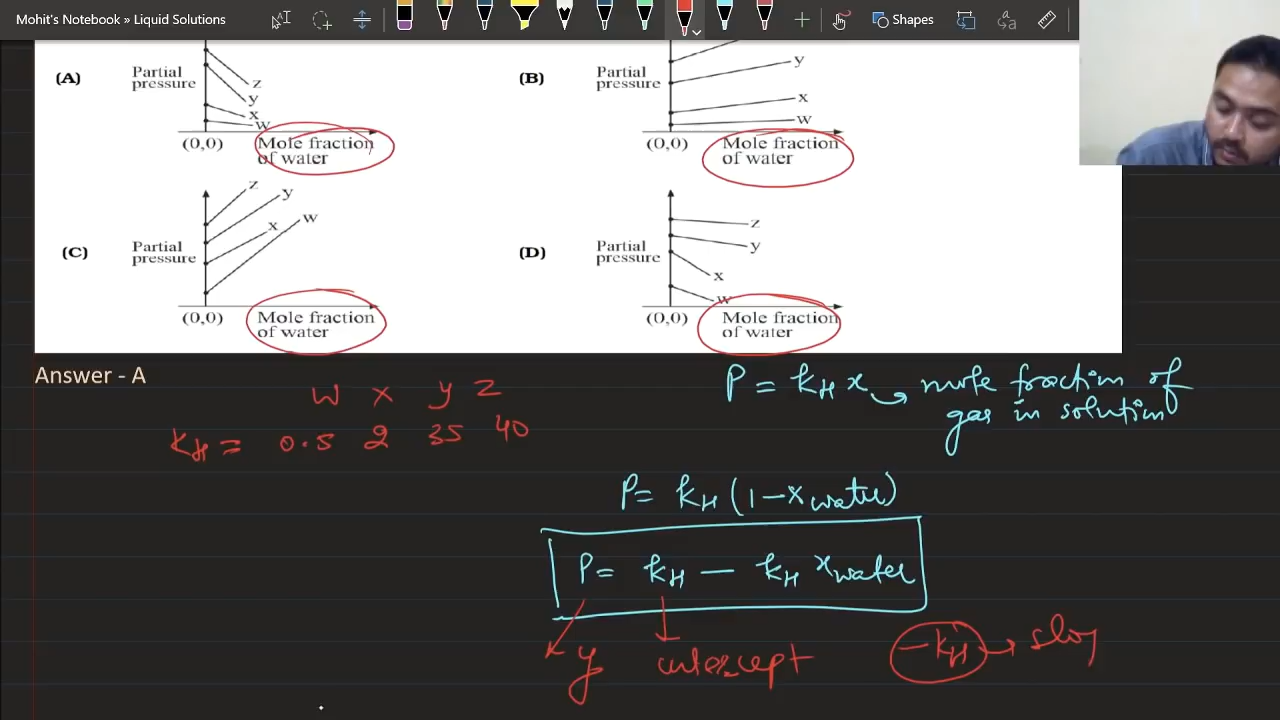 Mohit's Notebook » Liquid Solutions
Shapes
(A)
Partial
pressure
z
y
x
w
(0,0)
Mole fraction
of water
(B)
Partial
pressure
y
x
w
(0,0)
Mole fraction
of water
(C)
Partial
pressure
z
y
x
w
(0,0)
Mole fraction
of water
(D)
Partial
pressure
z
y
x
w
(0,0)
Mole fraction
of water
Answer - A
w x y z
KH = 0.5 2 35 40
P = kH x → mole fraction of
gas in solution
P = kH (1 - xwater)
P = kH - kH xwater
y
intercept
-kH → slop